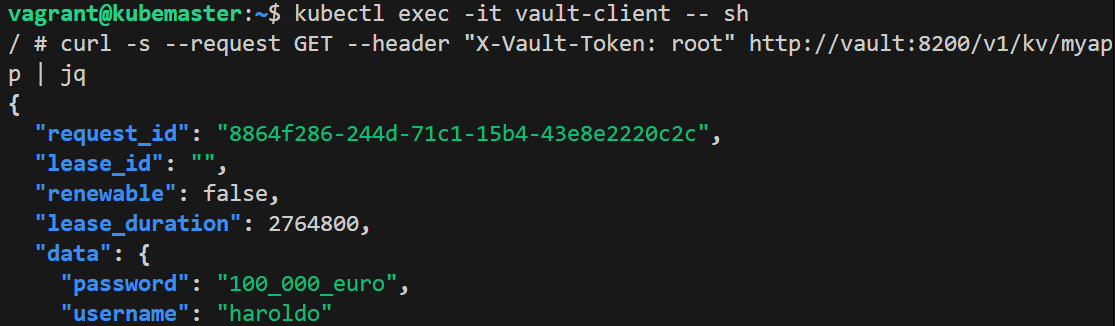 vagrant@kubemaster:~$ kubectl exec -it vault-client -- sh
/ # curl -s --request GET --header "X-Vault-Token: root" http://vault:8200/v1/kv/myap
p | jq
{
  "request_id": "8864f286-244d-71c1-15b4-43e8e2220c2c",
  "lease_id": "",
  "renewable": false,
  "lease_duration": 2764800,
  "data": {
    "password": "100_000_euro",
    "username": "haroldo"